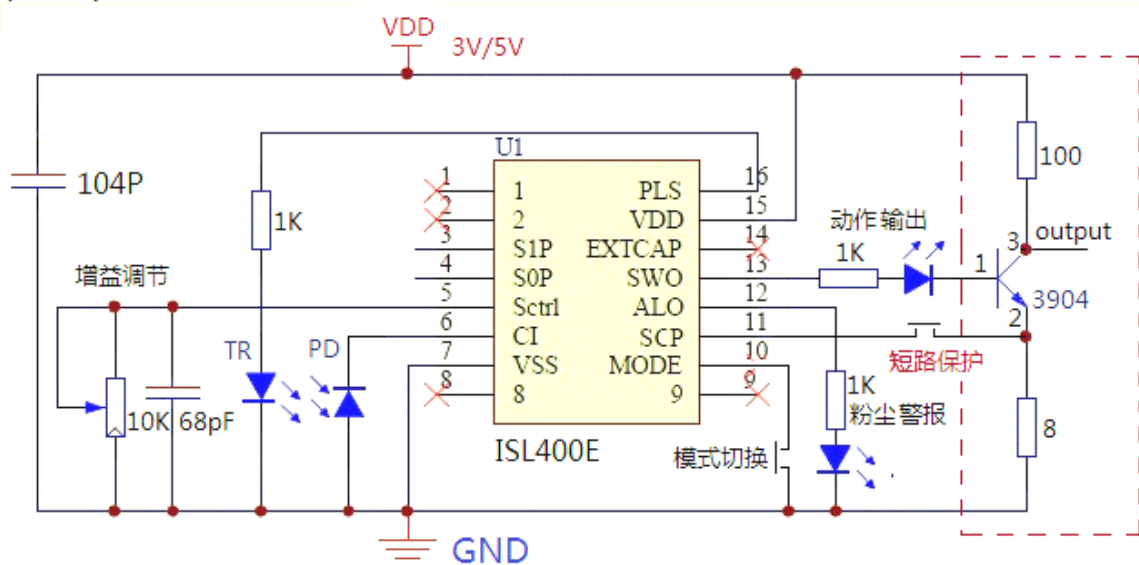 VDD
3V/5V
104P
1K
增益调节
10K
68pF
TR
PD
U1
1
2
3
4
5
6
7
8
1
2
S1P
S0P
Sctrl
CI
VSS
8
PLS
VDD
EXTCAP
SWO
ALO
SCP
MODE
9
16
15
14
13
12
11
10
9
ISL400E
动作输出
1K
1
3
2
output
3904
100
短路保护
8
1K
粉尘警报
模式切换
GND